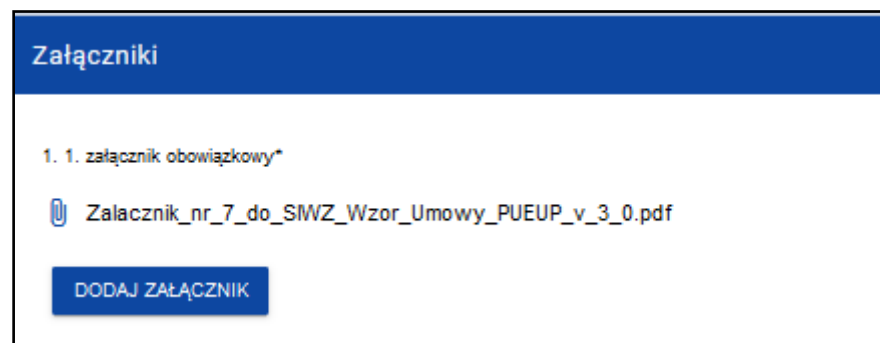 Załączniki
1. 1. załącznik obowiązkowy*
Zalacznik_nr_7_do_SIWZ_Wzor_Umowy_PUEUP_v_3_0.pdf
DODAJ ZAŁĄCZNIK